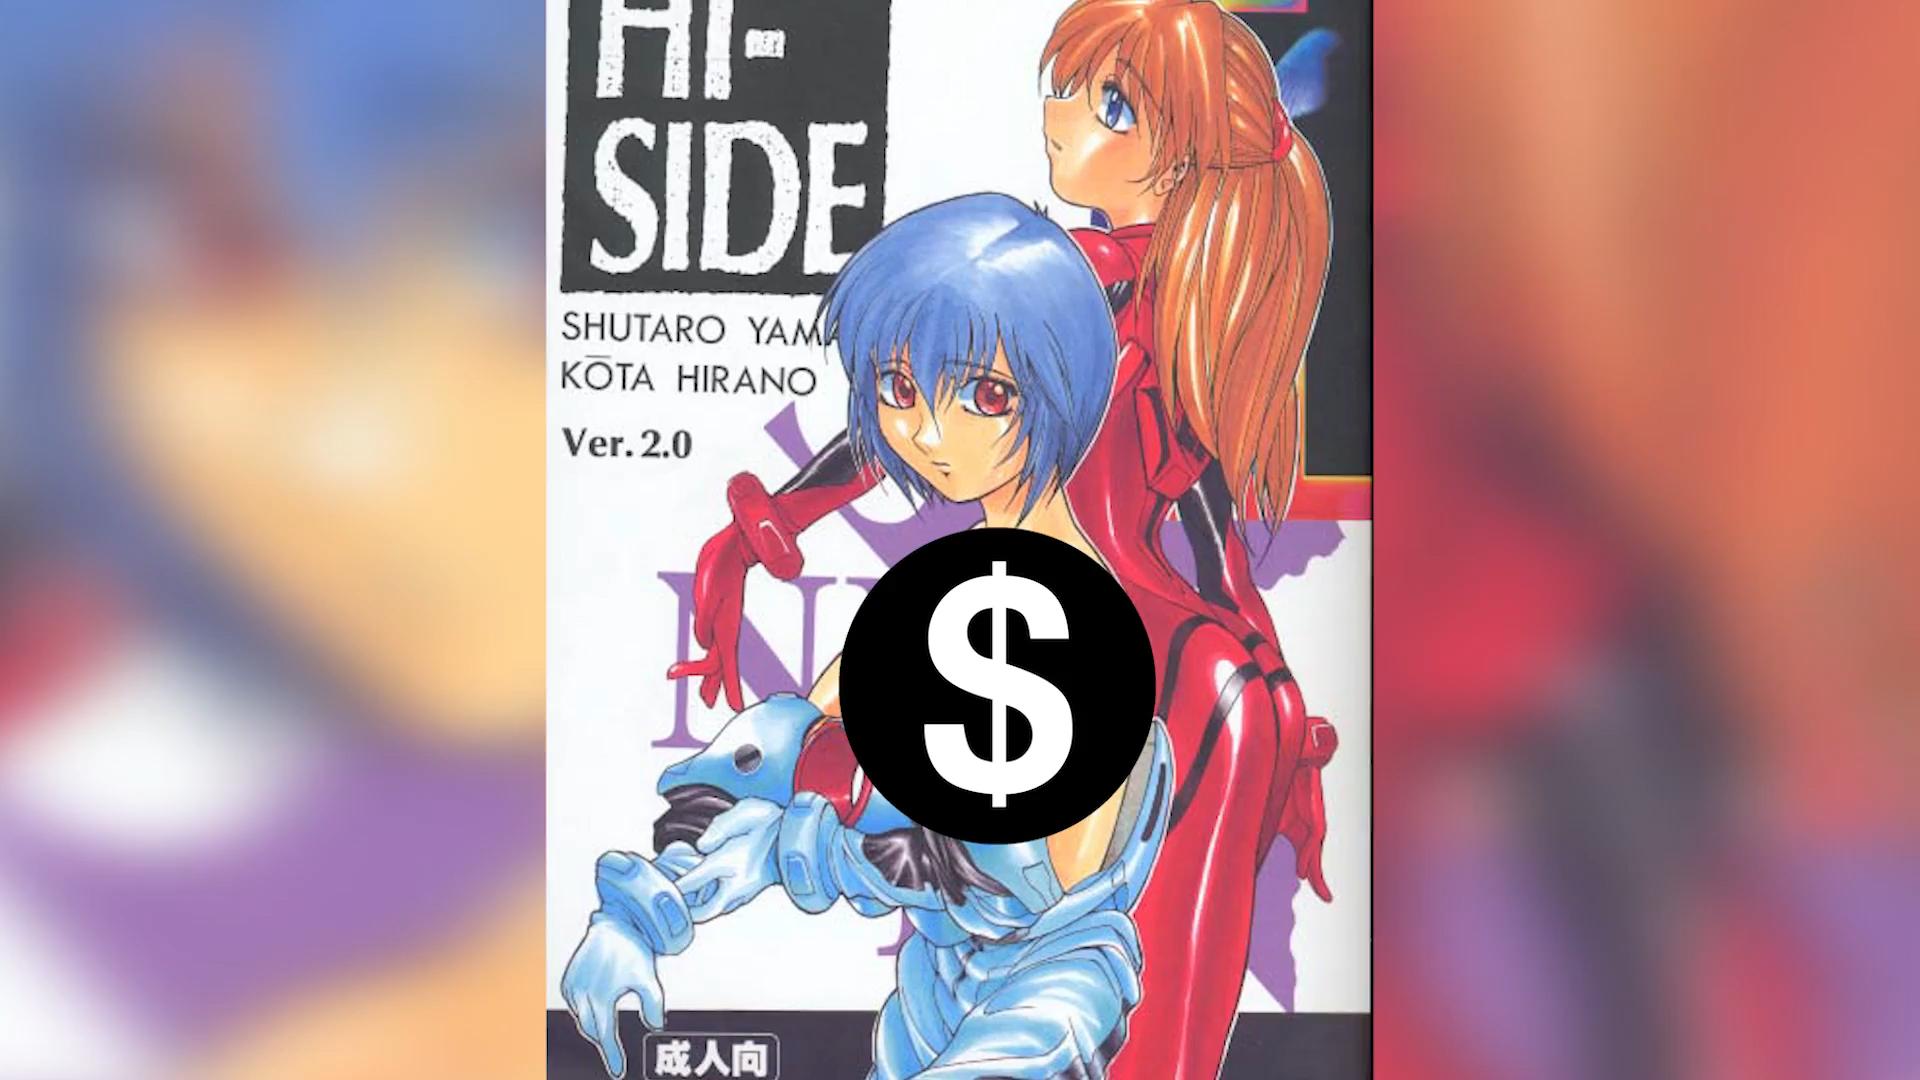 HI-
SIDE
SHUTARO YAMA
KŌTA HIRANO
Ver. 2.0
N
$
成人向